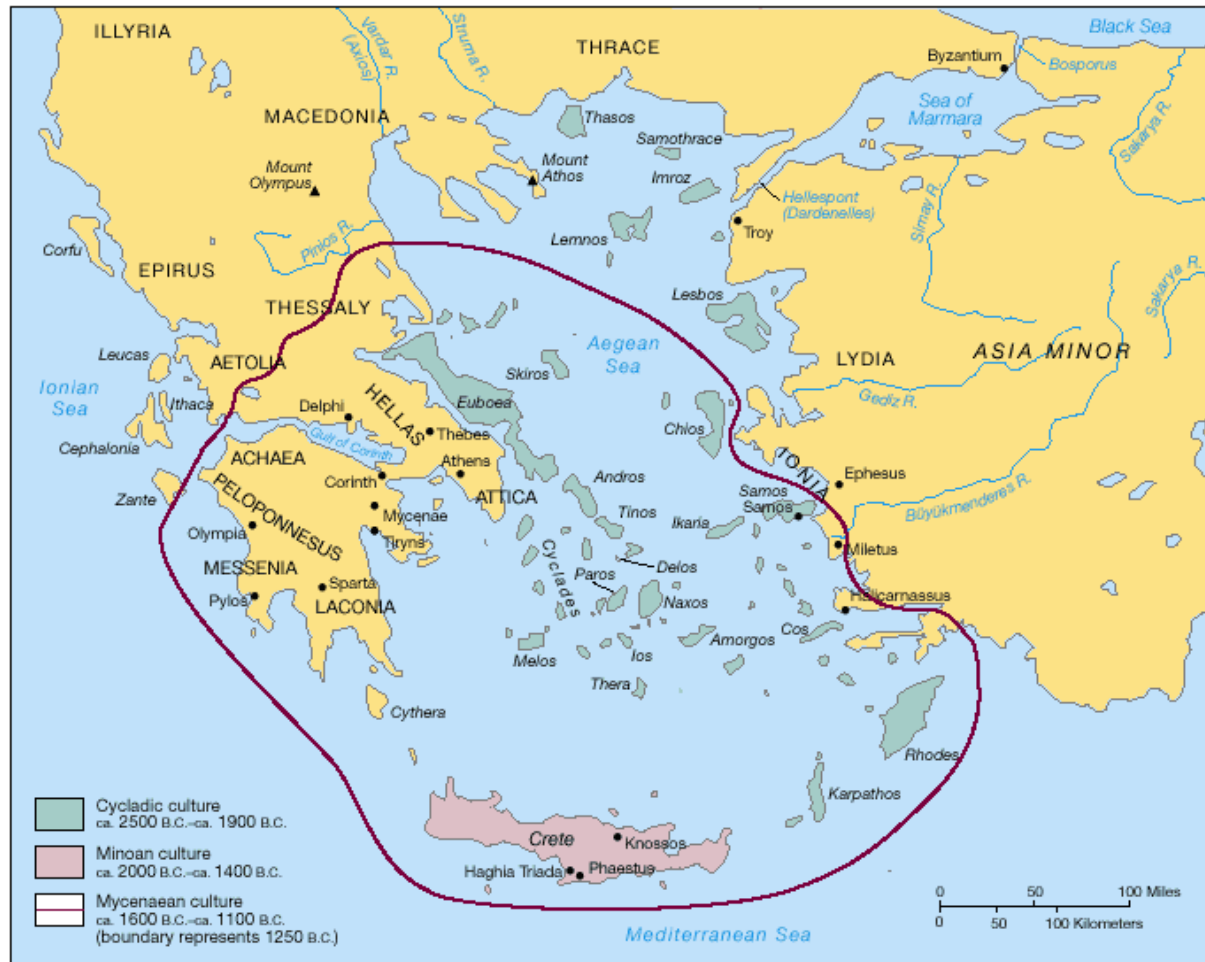 ILLYRIA
Vardar R.
(Axios)
Struma R.
THRACE
Black Sea
Byzantium
Bosporus
Sea of
Marmara
MACEDONIA
Thasos
Samothrace
Sakarya R.
Mount
Olympus
Mount
Athos
Imroz
Hellespont
(Dardenelles)
Simav R.
Corfu
Pinios R.
Lemnos
Troy
EPIRUS
Sakarya R.
THESSALY
Lesbos
Leucas
AETOLIA
Aegean
Sea
LYDIA
ASIA MINOR
Ionian
Sea
Skiros
Ithaca
Delphi
HELLAS
Euboea
Gediz R.
Cephalonia
Gulf of Corinth
Thebes
Chios
ACHAEA
IONIA
Athens
Ephesus
Zante
Corinth
Andros
PELOPONNESUS
ATTICA
Samos
Samos
Büyükmenderes R.
Mycenae
Tinos
Ikaria
Olympia
Tiryns
Miletus
MESSENIA
Cyclades
Delos
Paros
Sparta
Naxos
Halicarnassus
Pylos
LACONIA
Cos
Amorgos
Melos
Ios
Thera
Cythera
Rhodes
Karpathos
Cycladic culture
ca. 2500 B.C.–ca. 1900 B.C.
Crete
Knossos
Minoan culture
ca. 2000 B.C.–ca. 1400 B.C.
Haghia Triada
Phaestus
Mycenaean culture
ca. 1600 B.C.–ca. 1100 B.C.
(boundary represents 1250 B.C.)
0 50 100 Miles
0 50 100 Kilometers
Mediterranean Sea